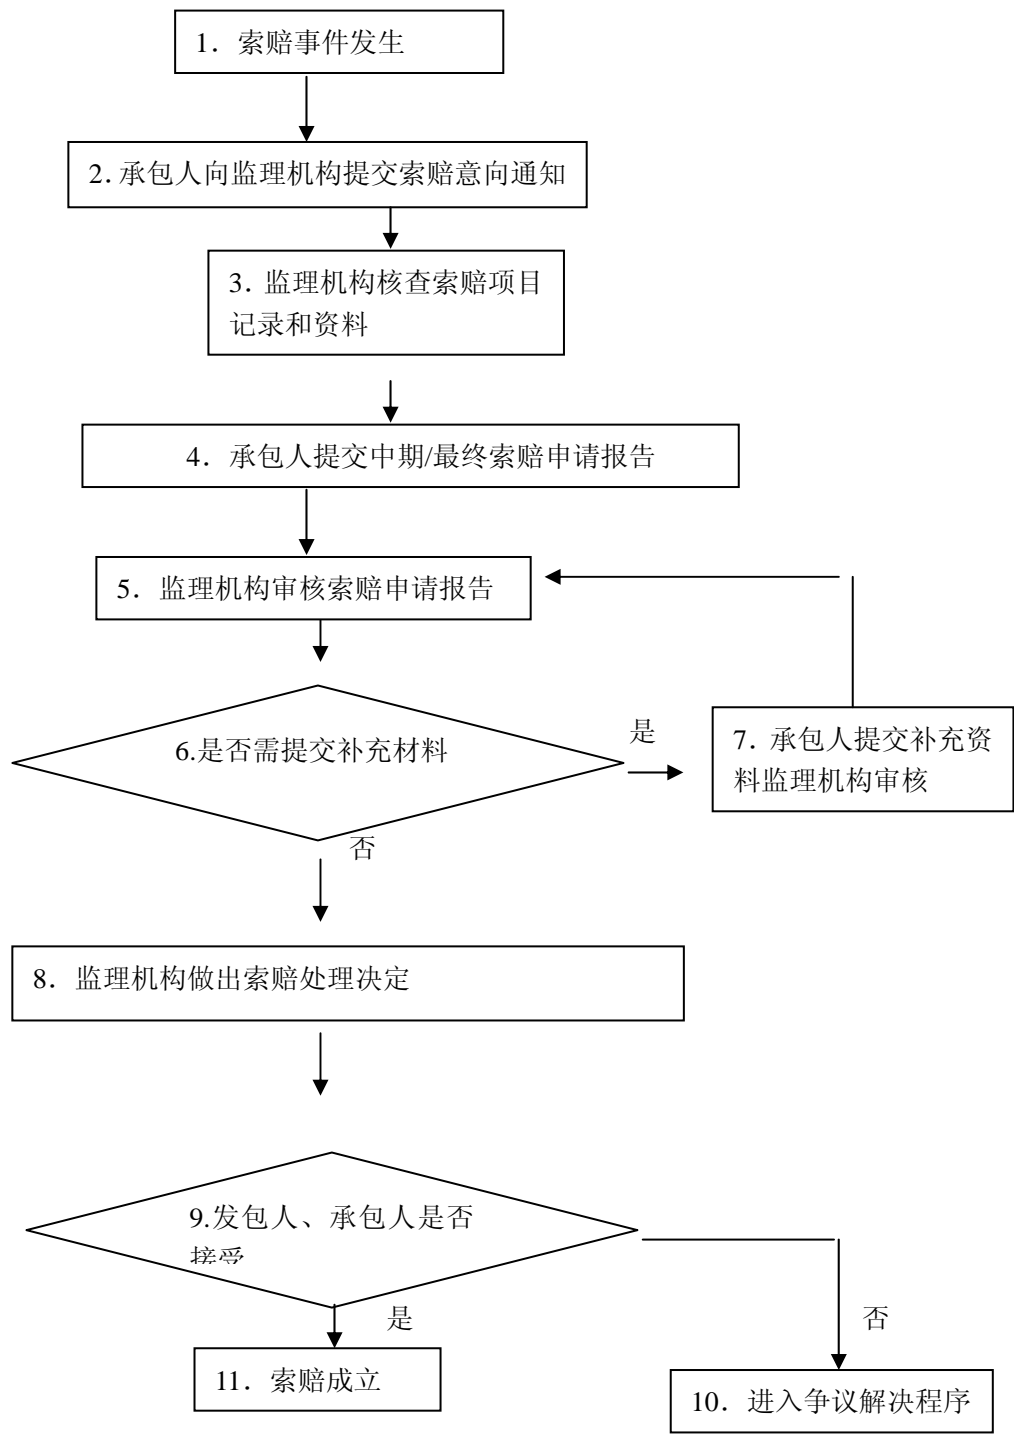 1. 索赔事件发生
2.承包人向监理机构提交索赔意向通知
3. 监理机构核查索赔项目
记录和资料
4. 承包人提交中期/最终索赔申请报告
5. 监理机构审核索赔申请报告
6.是否需提交补充材料
是
7. 承包人提交补充资
料监理机构审核
否
8. 监理机构做出索赔处理决定
9.发包人、承包人是否
接受
是
否
11. 索赔成立
10. 进入争议解决程序